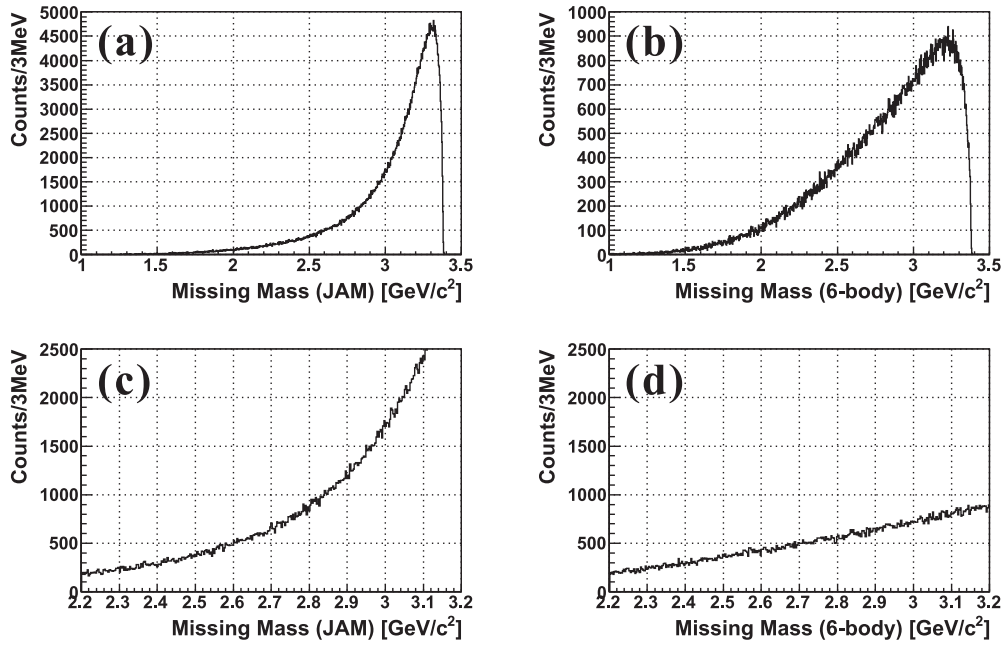 (a)
Counts/3MeV
5000
4500
4000
3500
3000
2500
2000
1500
1000
500
0
1 1.5 2 2.5 3 3.5
Missing Mass (JAM) [GeV/c²]
(b)
Counts/3MeV
1000
900
800
700
600
500
400
300
200
100
0
1 1.5 2 2.5 3 3.5
Missing Mass (6-body) [GeV/c²]
(c)
Counts/3MeV
2500
2000
1500
1000
500
0
2.2 2.3 2.4 2.5 2.6 2.7 2.8 2.9 3 3.1 3.2
Missing Mass (JAM) [GeV/c²]
(d)
Counts/3MeV
2500
2000
1500
1000
500
0
2.2 2.3 2.4 2.5 2.6 2.7 2.8 2.9 3 3.1 3.2
Missing Mass (6-body) [GeV/c²]